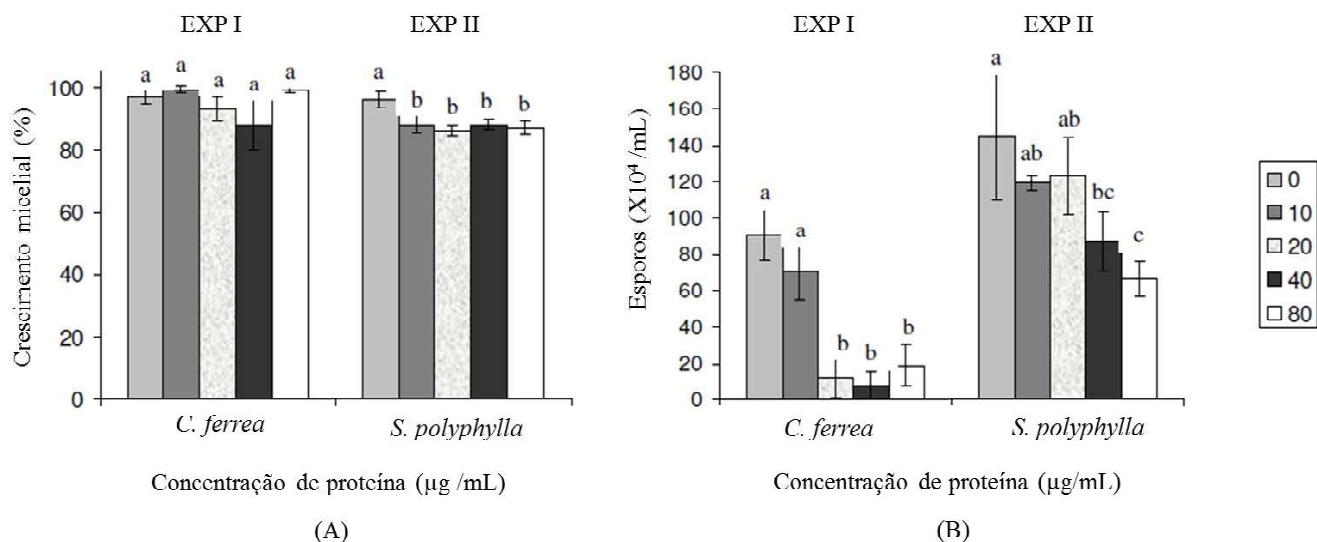 EXP I
EXP II
Crescimento micelial (%)
100
80
60
40
20
0
a
a
a
a
a
a
b
b
b
b
C. ferrea
S. polyphylla
Concentração de proteína (µg /mL)
(A)
EXP I
EXP II
Esporos (X10⁴ /mL)
180
160
140
120
100
80
60
40
20
0
a
a
b
b
b
a
ab
ab
bc
c
C. ferrea
S. polyphylla
Concentração de proteína (µg/mL)
(B)
0
10
20
40
80